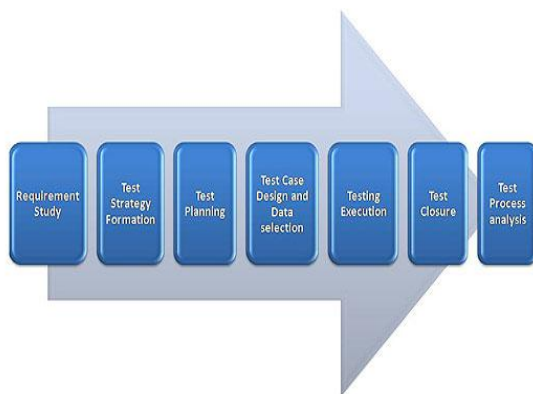 Requirement
Study
Test
Strategy
Formation
Test
Planning
Test Case
Design and
Data
selection
Testing
Execution
Test
Closure
Test
Process
analysis